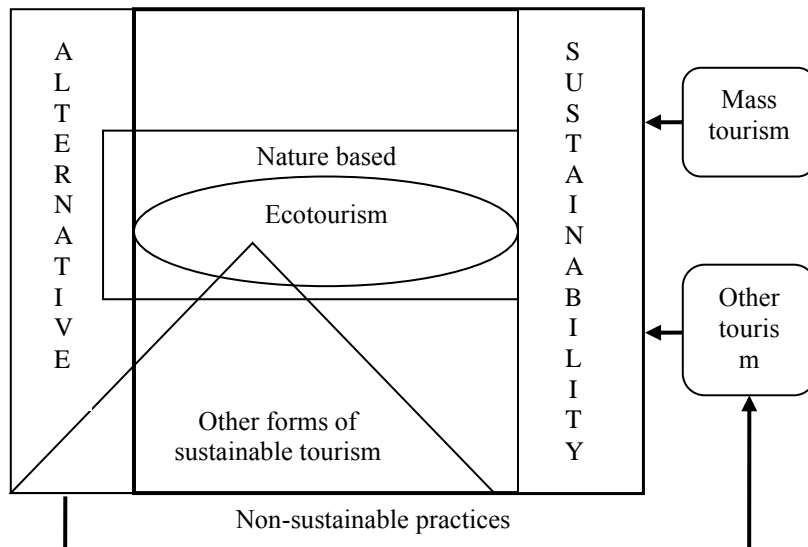 ALTERNATIVE
Nature based
Ecotourism
Other forms of
sustainable tourism
SUSTAINABILITY
Mass
tourism
Other
touris
m
Non-sustainable practices